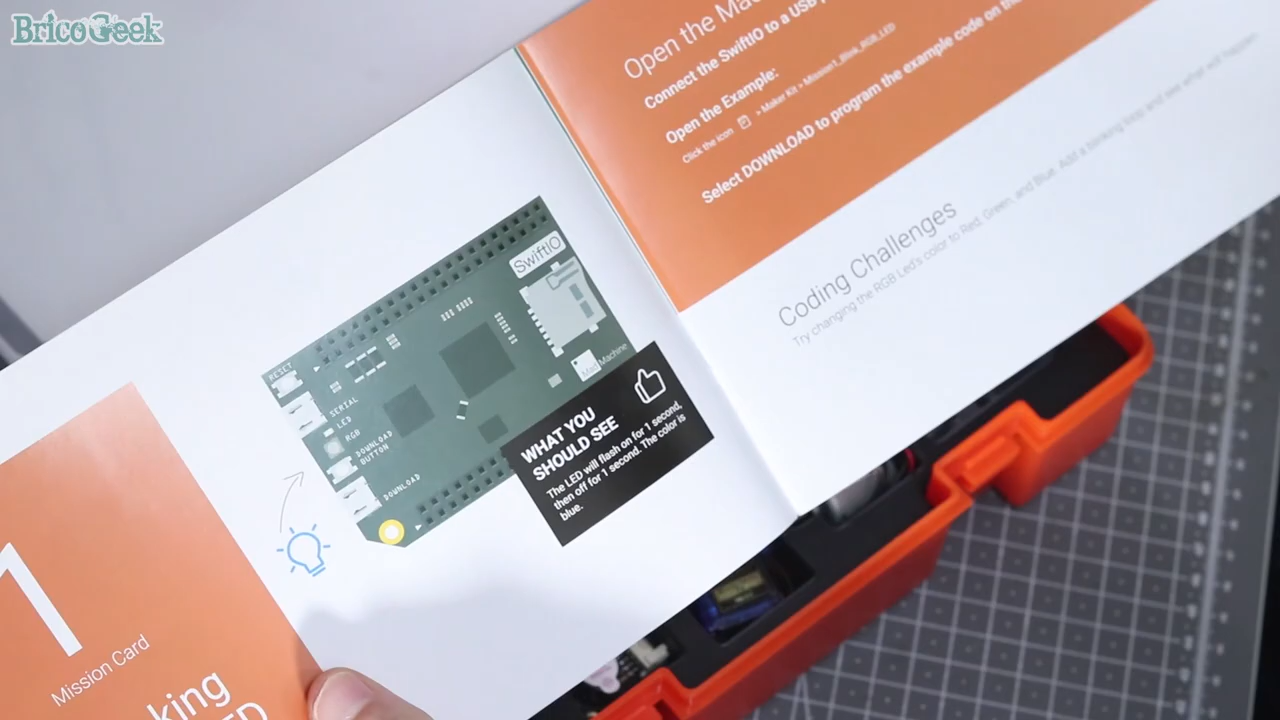 BricoGeek
Open the Mac
Connect the SwiftIO to a USB
Open the Example:
Click the icon > Maker Kit > Mission1_Blink_RGB_LED
Select DOWNLOAD to program the example code on
Coding Challenges
Try changing the RGB Led's color to Red, Green, and Blue. Add a blinking loop and see what will happen.
SwiftIO
Mad Machine
RESET
SERIAL
LED
RGB
DOWNLOAD
BUTTON
DOWNLOAD
WHAT YOU
SHOULD SEE
The LED will flash on for 1 second,
then off for 1 second. The color is
blue.
1
Mission Card
king
ED